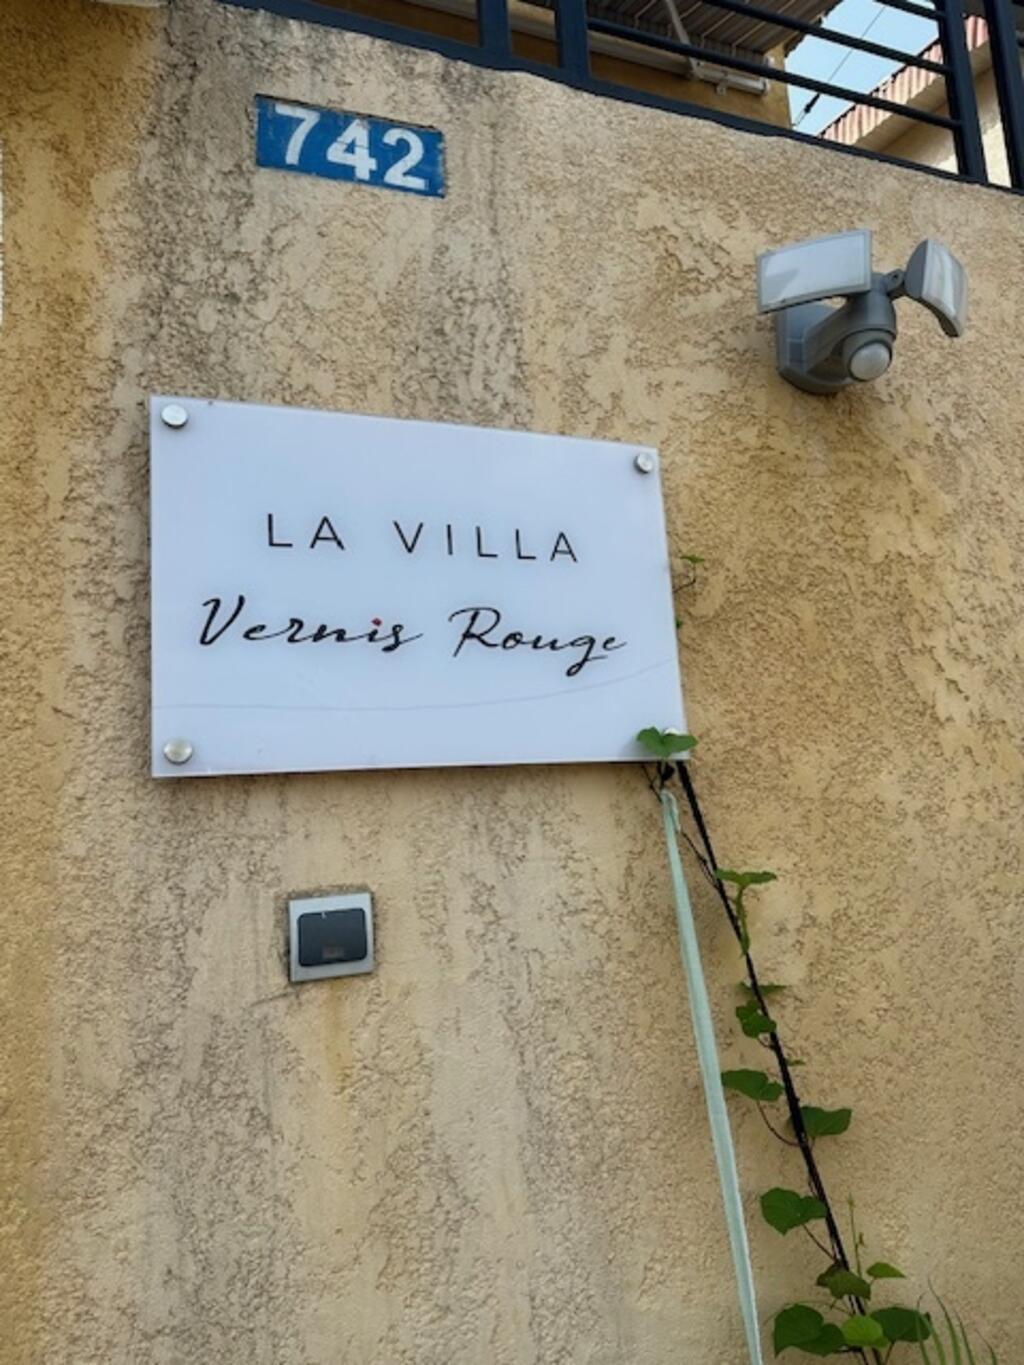 742
LA VILLA
Vernis Rouge